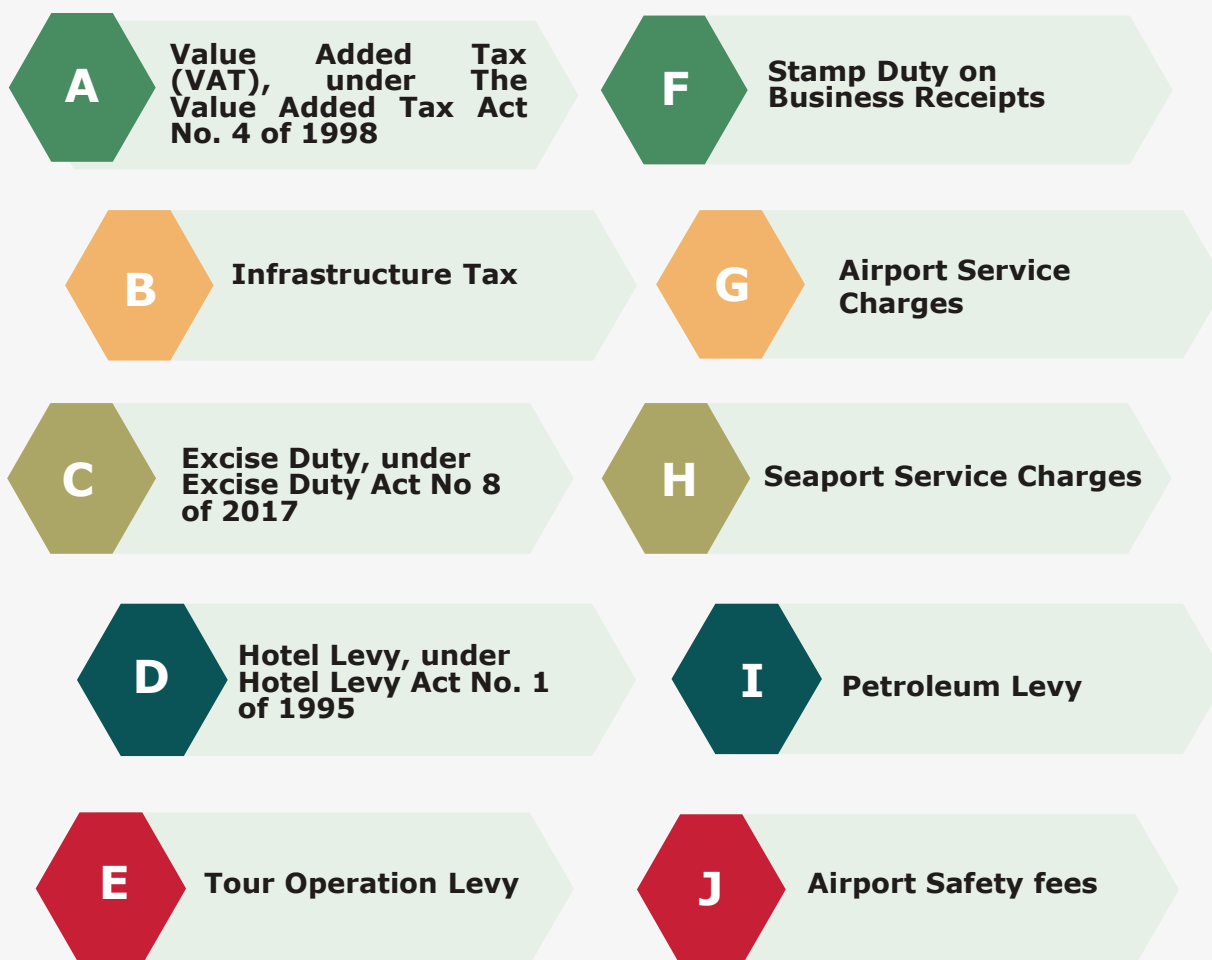 A
Value Added Tax
(VAT), under The
Value Added Tax Act
No. 4 of 1998
B
Infrastructure Tax
C
Excise Duty, under
Excise Duty Act No 8
of 2017
D
Hotel Levy, under
Hotel Levy Act No. 1
of 1995
E
Tour Operation Levy
F
Stamp Duty on
Business Receipts
G
Airport Service
Charges
H
Seaport Service Charges
I
Petroleum Levy
J
Airport Safety fees